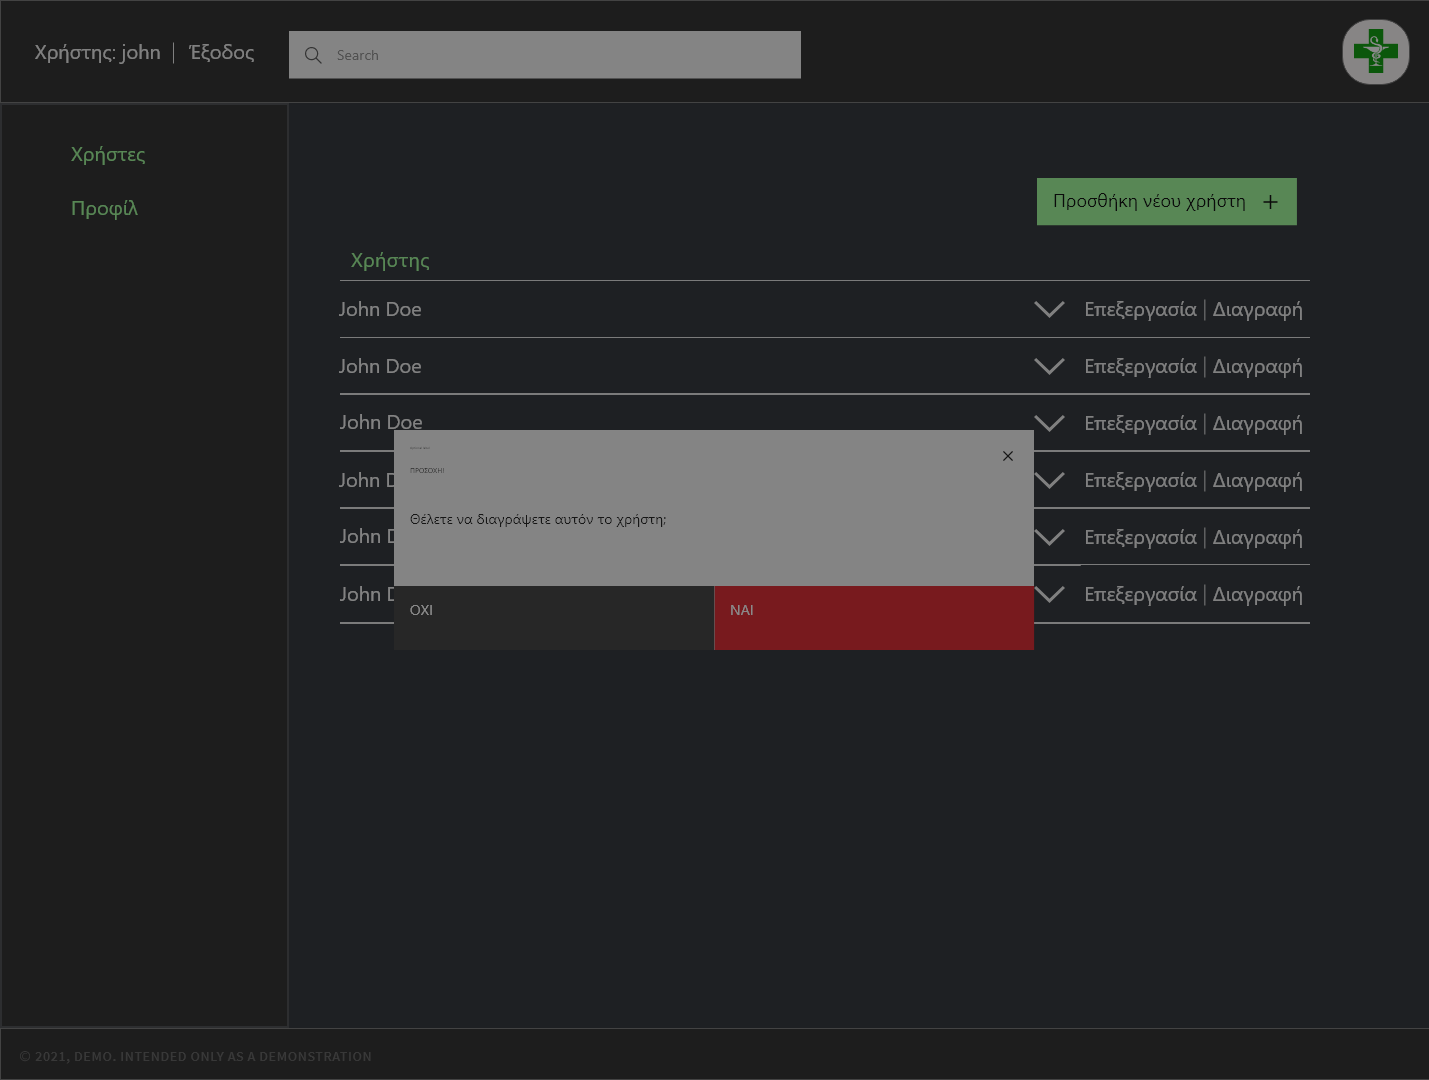 Χρήστης: john | Έξοδος
Search
Χρήστες
Προφίλ
Προσθήκη νέου χρήστη +
Χρήστης
John Doe Επεξεργασία | Διαγραφή
John Doe Επεξεργασία | Διαγραφή
John Doe Επεξεργασία | Διαγραφή
John D Επεξεργασία | Διαγραφή
John D Επεξεργασία | Διαγραφή
John D Επεξεργασία | Διαγραφή
ΠΡΟΣΟΧΗ!
Θέλετε να διαγράψετε αυτόν το χρήστη;
ΟΧΙ
ΝΑΙ
© 2021, DEMO. INTENDED ONLY AS A DEMONSTRATION